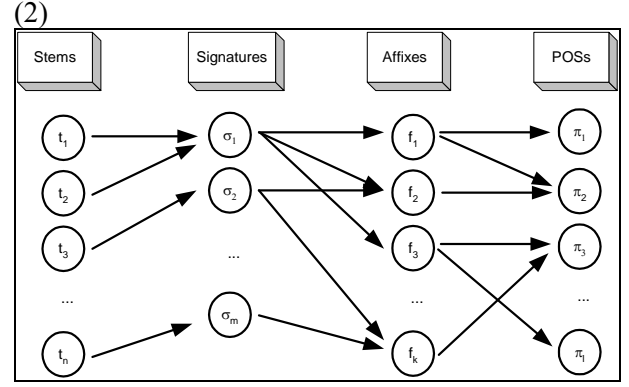 (2)
Stems Signatures Affixes POSs
t₁ σ₁ f₁ π₁
t₂ σ₂ f₂ π₂
t₃ ... f₃ π₃
... ... ...
tₙ σₘ fₖ πₗ